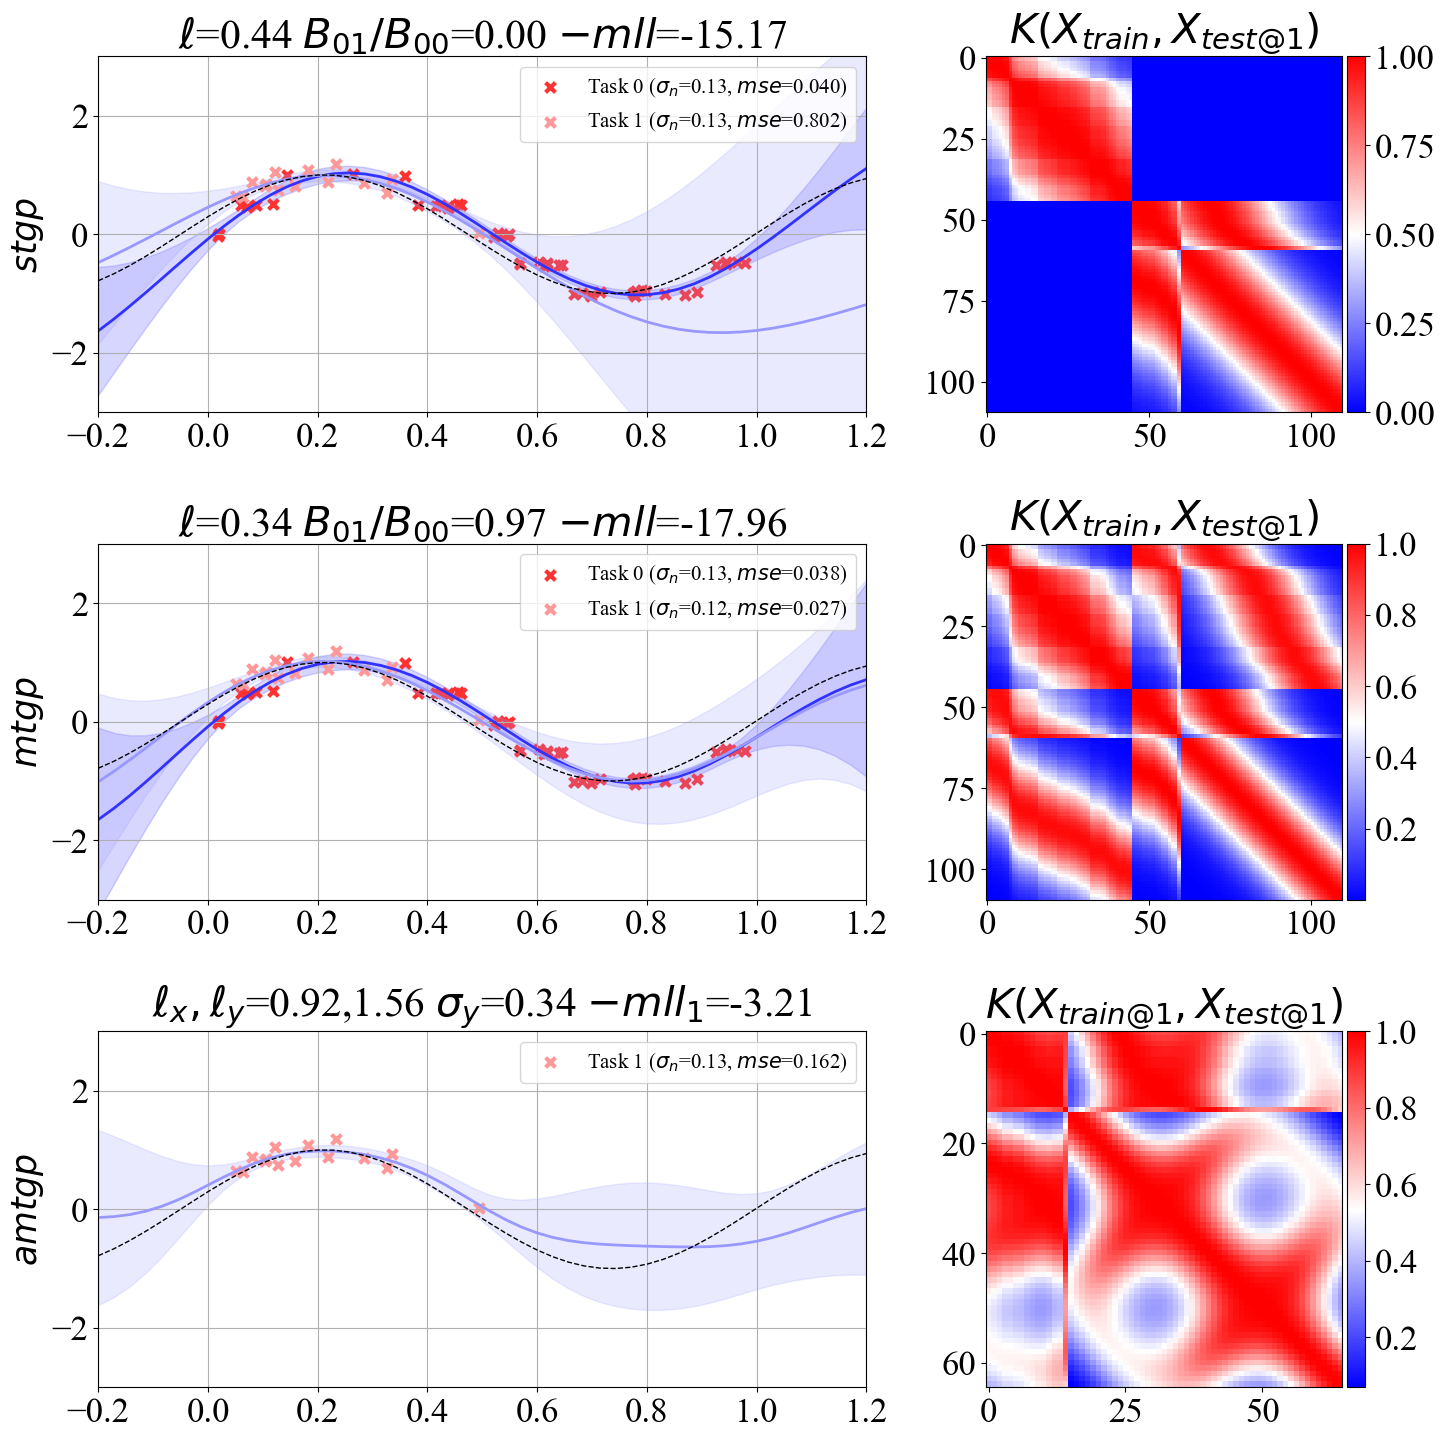 ℓ=0.44 B₀₁/B₀₀=0.00 −mll=-15.17
K(X_train, X_test@1)
stgp
Task 0 (σₙ=0.13, mse=0.040)
Task 1 (σₙ=0.13, mse=0.802)
2
0
−2
−0.2 0.0 0.2 0.4 0.6 0.8 1.0 1.2
0
25
50
75
100
0 50 100
1.00
0.75
0.50
0.25
0.00
ℓ=0.34 B₀₁/B₀₀=0.97 −mll=-17.96
K(X_train, X_test@1)
mtgp
Task 0 (σₙ=0.13, mse=0.038)
Task 1 (σₙ=0.12, mse=0.027)
2
0
−2
−0.2 0.0 0.2 0.4 0.6 0.8 1.0 1.2
0
25
50
75
100
0 50 100
1.0
0.8
0.6
0.4
0.2
ℓₓ, ℓ_y=0.92,1.56 σ_y=0.34 −mll₁=-3.21
K(X_train@1, X_test@1)
amtgp
Task 1 (σₙ=0.13, mse=0.162)
2
0
−2
−0.2 0.0 0.2 0.4 0.6 0.8 1.0 1.2
0
20
40
60
0 25 50
1.0
0.8
0.6
0.4
0.2